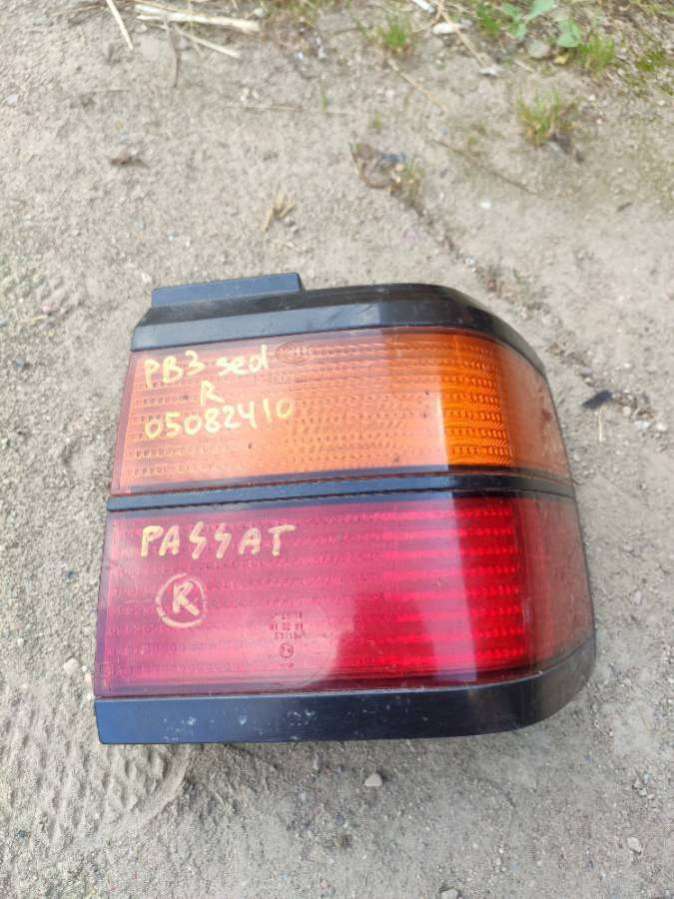 PB3 sed
R
05082410
PASSAT
R